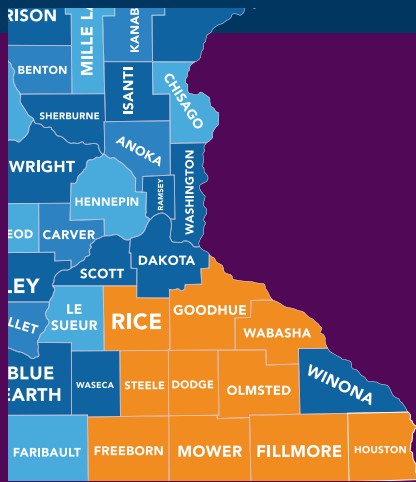 RISON
MILLE LA
KANAB
BENTON
ISANTI
CHISAGO
SHERBURNE
ANOKA
WRIGHT
HENNEPIN
RAMSEY
WASHINGTON
EOD
CARVER
SCOTT
DAKOTA
LEY
LLET
LE
SUEUR
RICE
GOODHUE
WABASHA
BLUE
EARTH
WASECA
STEELE
DODGE
OLMSTED
WINONA
FARIBAULT
FREEBORN
MOWER
FILLMORE
HOUSTON